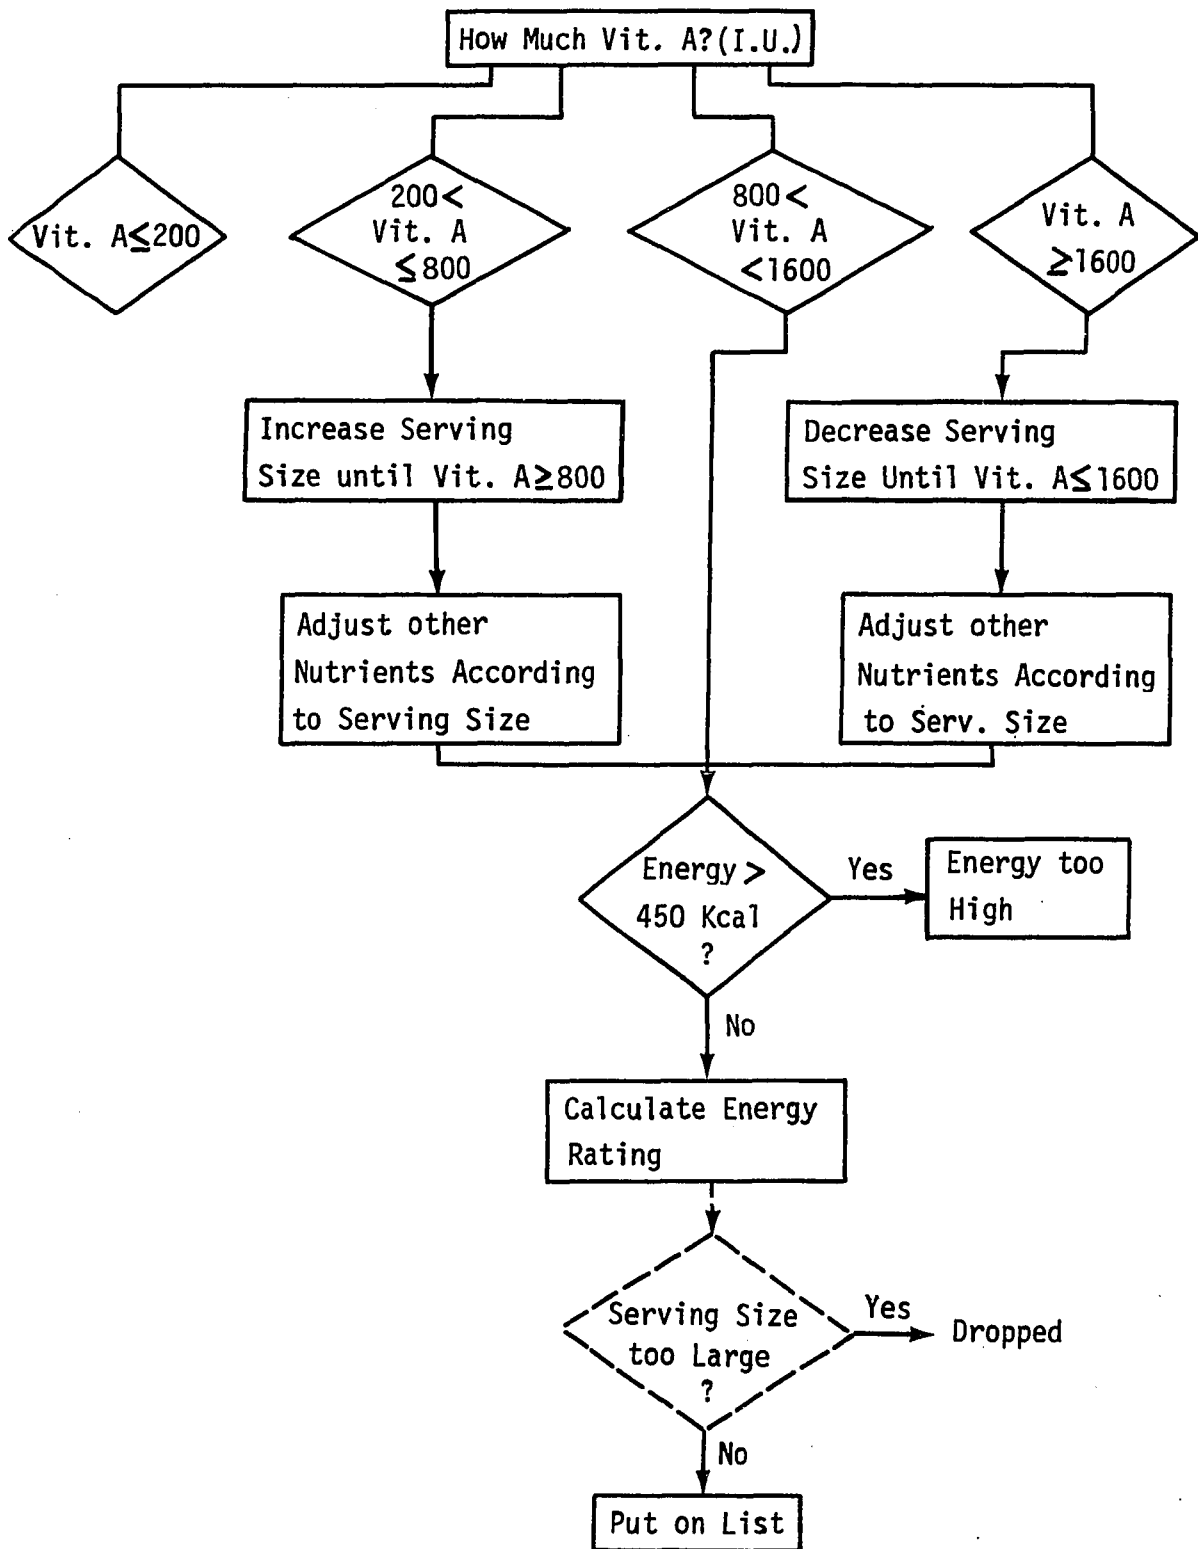 How Much Vit. A?(I.U.)
Vit. A≤200
200<
Vit. A
≤800
800<
Vit. A
<1600
Vit. A
≥1600
Increase Serving
Size until Vit. A≥800
Decrease Serving
Size Until Vit. A≤1600
Adjust other
Nutrients According
to Serving Size
Adjust other
Nutrients According
to Serv. Size
Energy >
450 Kcal
?
Yes
Energy too
High
No
Calculate Energy
Rating
Serving Size
too Large
?
Yes
Dropped
No
Put on List